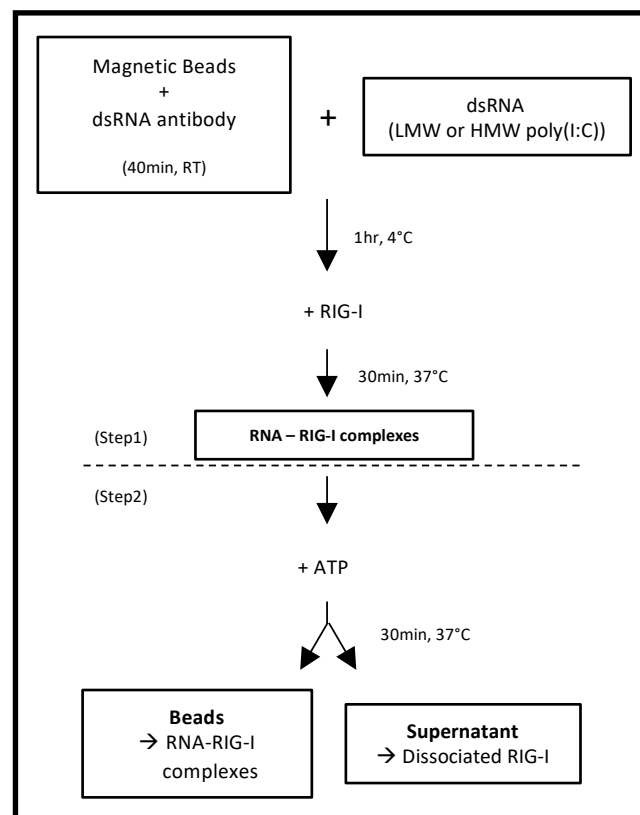 Magnetic Beads
+
dsRNA antibody
(40min, RT)
+
dsRNA
(LMW or HMW poly(I:C))
1hr, 4°C
+ RIG-I
30min, 37°C
(Step1)
RNA – RIG-I complexes
(Step2)
+ ATP
30min, 37°C
Beads
→ RNA-RIG-I
complexes
Supernatant
→ Dissociated RIG-I